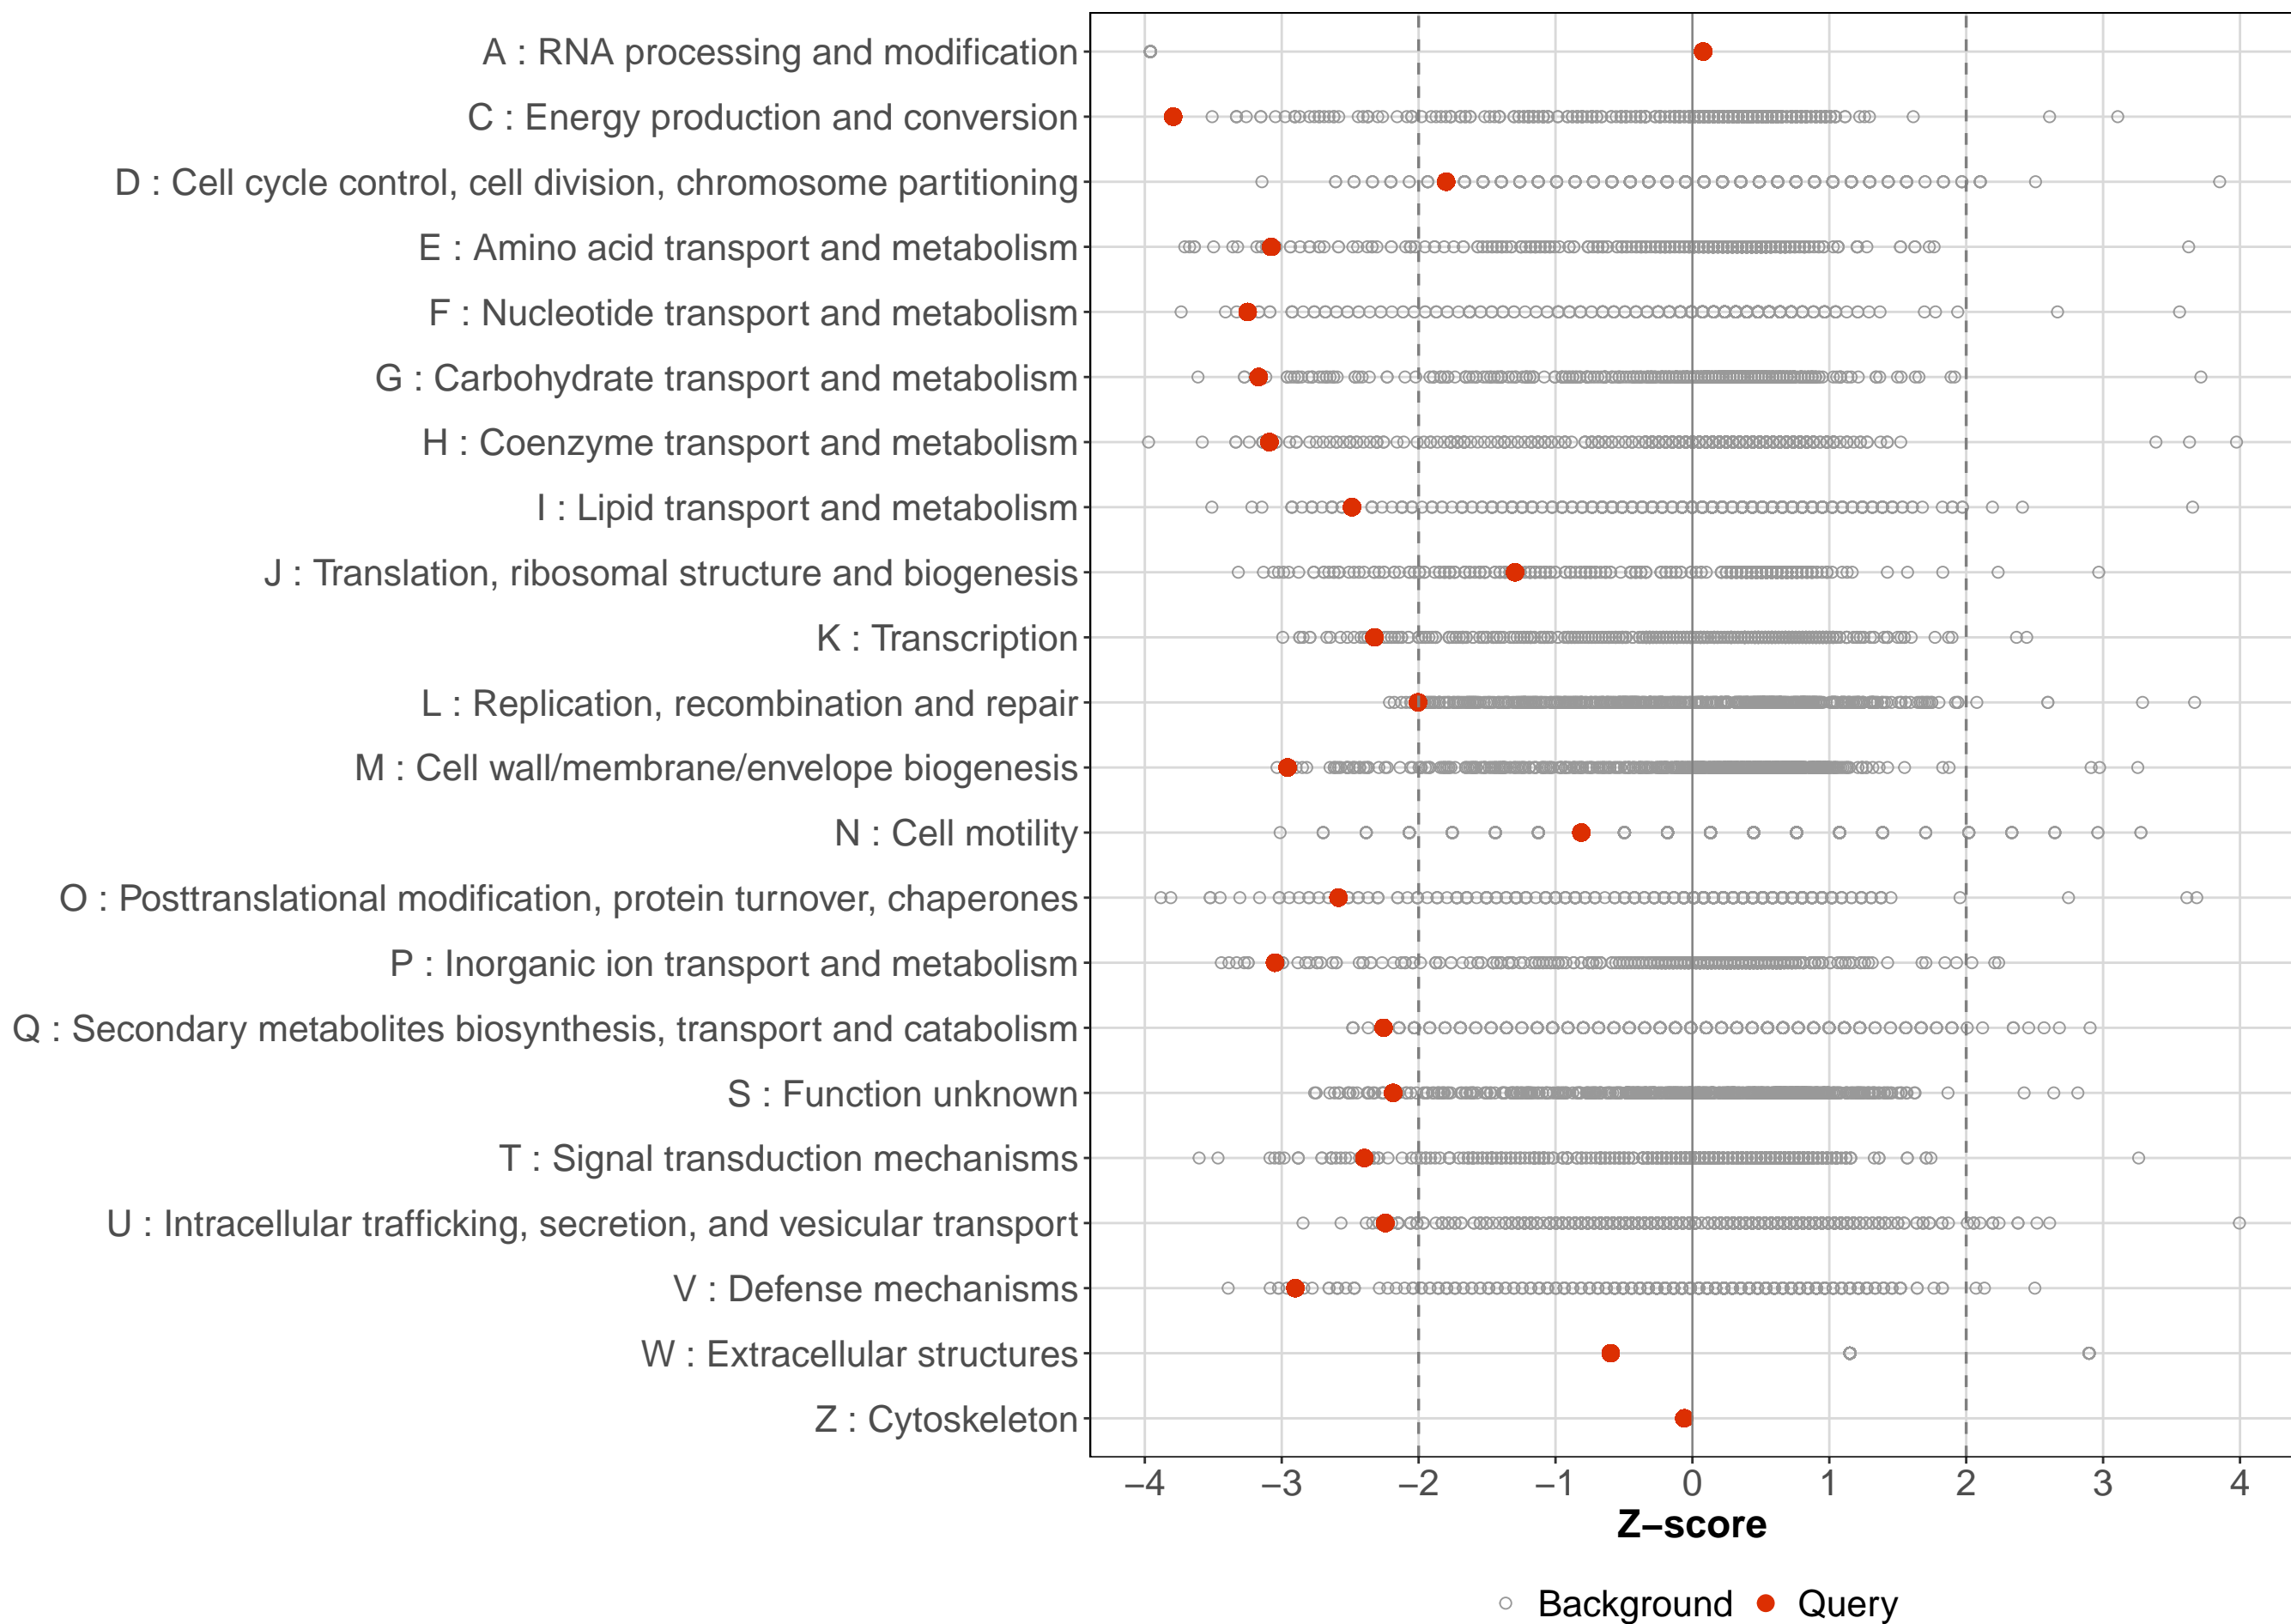 A : RNA processing and modification
C : Energy production and conversion
D : Cell cycle control, cell division, chromosome partitioning
E : Amino acid transport and metabolism
F : Nucleotide transport and metabolism
G : Carbohydrate transport and metabolism
H : Coenzyme transport and metabolism
I : Lipid transport and metabolism
J : Translation, ribosomal structure and biogenesis
K : Transcription
L : Replication, recombination and repair
M : Cell wall/membrane/envelope biogenesis
N : Cell motility
O : Posttranslational modification, protein turnover, chaperones
P : Inorganic ion transport and metabolism
Q : Secondary metabolites biosynthesis, transport and catabolism
S : Function unknown
T : Signal transduction mechanisms
U : Intracellular trafficking, secretion, and vesicular transport
V : Defense mechanisms
W : Extracellular structures
Z : Cytoskeleton
−4 −3 −2 −1 0 1 2 3 4
Z−score
Background Query